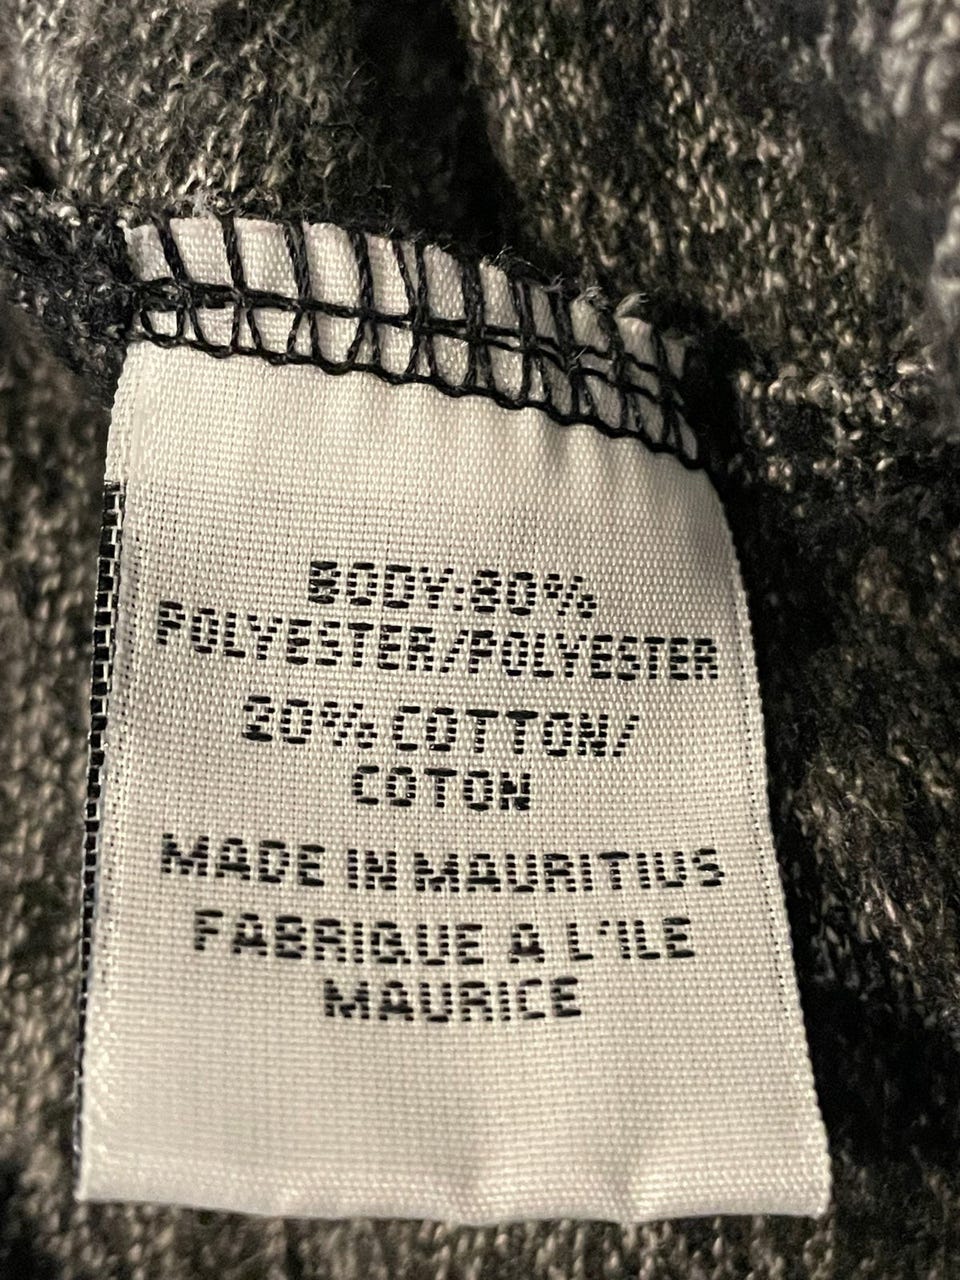 BODY:80%
POLYESTER/POLYESTER
20% COTTON/
COTON
MADE IN MAURITIUS
FABRIQUE A L'ILE
MAURICE